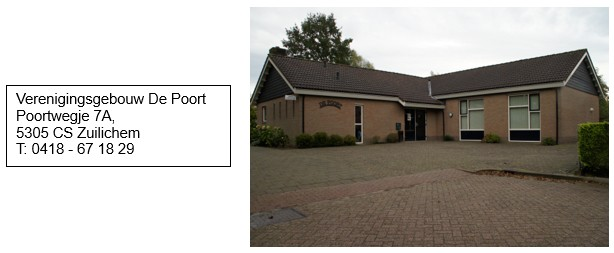 Verenigingsgebouw De Poort
Poortwegje 7A,
5305 CS Zuilichem
T: 0418 - 67 18 29